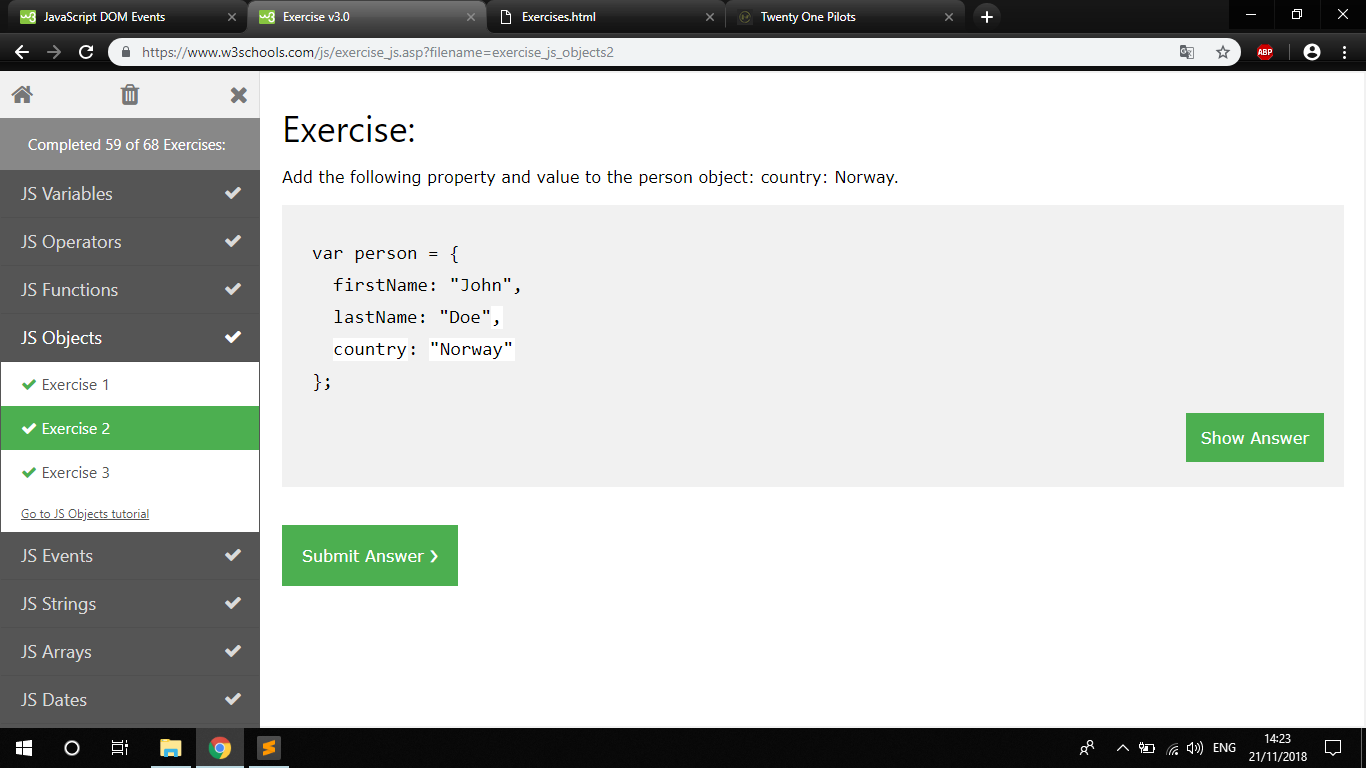 JavaScript DOM Events
Exercise v3.0
Exercises.html
Twenty One Pilots
https://www.w3schools.com/js/exercise_js.asp?filename=exercise_js_objects2
ABP
Completed 59 of 68 Exercises:
JS Variables
JS Operators
JS Functions
JS Objects
Exercise 1
Exercise 2
Exercise 3
Go to JS Objects tutorial
JS Events
JS Strings
JS Arrays
JS Dates
Exercise:
Add the following property and value to the person object: country: Norway.
var person = {
firstName: "John",
lastName: "Doe",
country: "Norway"
};
Show Answer
Submit Answer ❯
ENG
14:23
21/11/2018